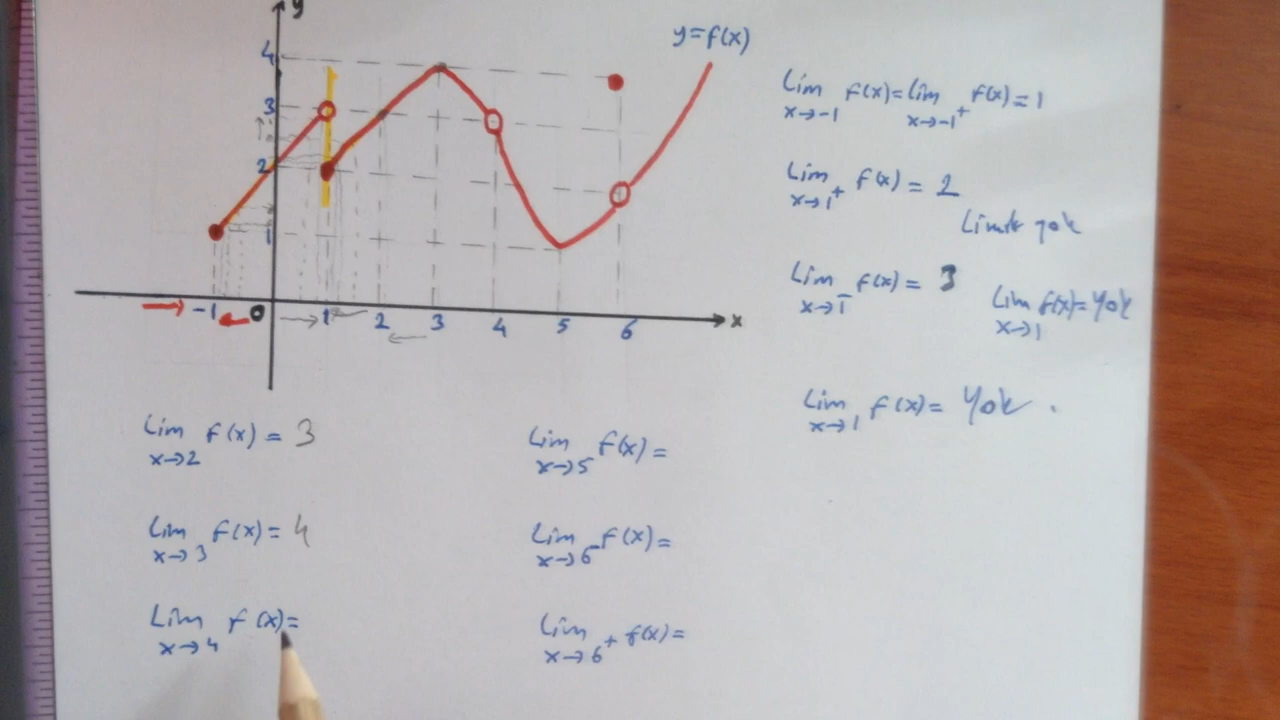 y
4
3
2
1
-1 0 1 2 3 4 5 6 x
y=f(x)
Lim f(x)=Lim f(x)=1
x→-1 x→-1⁺
Lim f(x)= 2
x→1⁺
Limit yok
Lim f(x)= 3
x→1⁻
Lim f(x)=Yok
x→1
Lim f(x)= Yok.
x→1
Lim f(x)= 3
x→2
Lim f(x)= 4
x→3
Lim f(x)=
x→4
Lim f(x)=
x→5
Lim f(x)=
x→6⁻
Lim f(x)=
x→6⁺